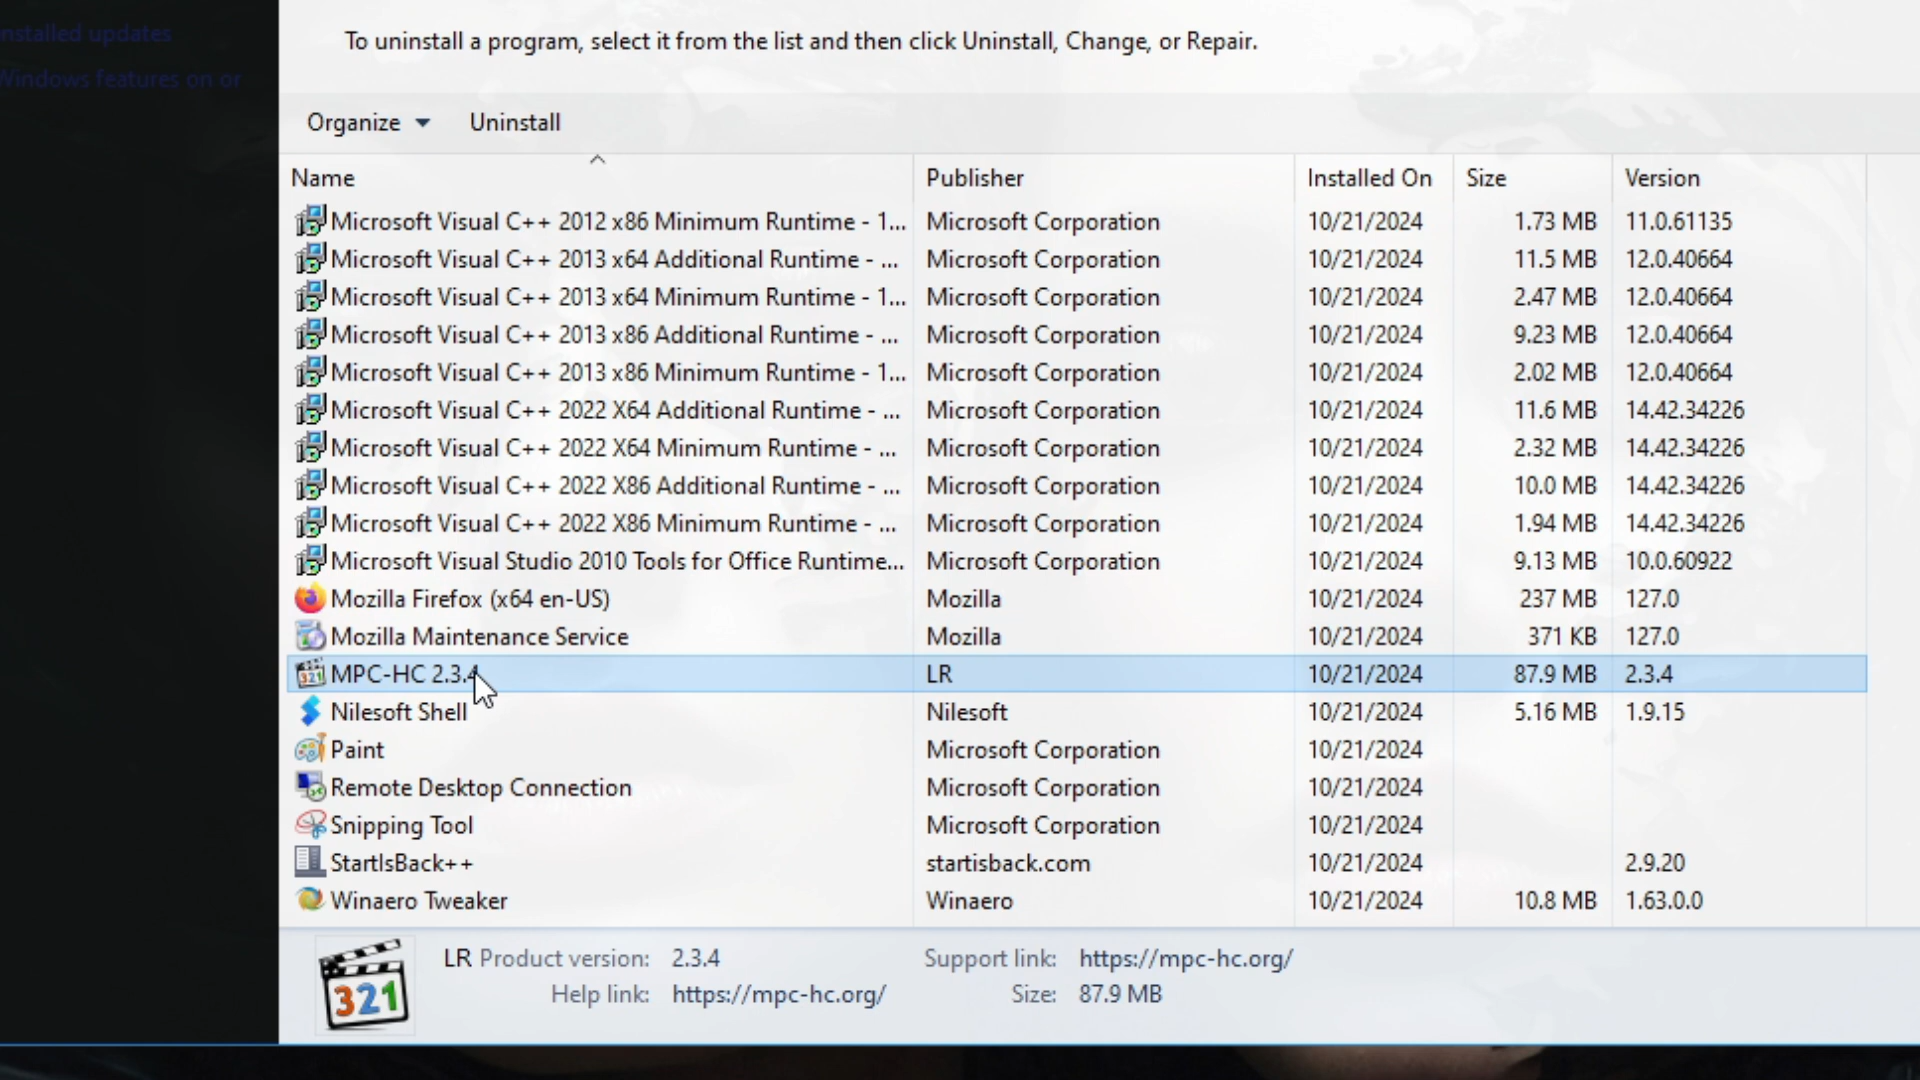 nstalled updates
Windows features on or
To uninstall a program, select it from the list and then click Uninstall, Change, or Repair.
Organize Uninstall
Name Publisher Installed On Size Version
Microsoft Visual C++ 2012 x86 Minimum Runtime - 1... Microsoft Corporation 10/21/2024 1.73 MB 11.0.61135
Microsoft Visual C++ 2013 x64 Additional Runtime - ... Microsoft Corporation 10/21/2024 11.5 MB 12.0.40664
Microsoft Visual C++ 2013 x64 Minimum Runtime - 1... Microsoft Corporation 10/21/2024 2.47 MB 12.0.40664
Microsoft Visual C++ 2013 x86 Additional Runtime - ... Microsoft Corporation 10/21/2024 9.23 MB 12.0.40664
Microsoft Visual C++ 2013 x86 Minimum Runtime - 1... Microsoft Corporation 10/21/2024 2.02 MB 12.0.40664
Microsoft Visual C++ 2022 X64 Additional Runtime - ... Microsoft Corporation 10/21/2024 11.6 MB 14.42.34226
Microsoft Visual C++ 2022 X64 Minimum Runtime - ... Microsoft Corporation 10/21/2024 2.32 MB 14.42.34226
Microsoft Visual C++ 2022 X86 Additional Runtime - ... Microsoft Corporation 10/21/2024 10.0 MB 14.42.34226
Microsoft Visual C++ 2022 X86 Minimum Runtime - ... Microsoft Corporation 10/21/2024 1.94 MB 14.42.34226
Microsoft Visual Studio 2010 Tools for Office Runtime... Microsoft Corporation 10/21/2024 9.13 MB 10.0.60922
Mozilla Firefox (x64 en-US) Mozilla 10/21/2024 237 MB 127.0
Mozilla Maintenance Service Mozilla 10/21/2024 371 KB 127.0
MPC-HC 2.3.4 LR 10/21/2024 87.9 MB 2.3.4
Nilesoft Shell Nilesoft 10/21/2024 5.16 MB 1.9.15
Paint Microsoft Corporation 10/21/2024
Remote Desktop Connection Microsoft Corporation 10/21/2024
Snipping Tool Microsoft Corporation 10/21/2024
StartIsBack++ startisback.com 10/21/2024 2.9.20
Winaero Tweaker Winaero 10/21/2024 10.8 MB 1.63.0.0
LR Product version: 2.3.4 Support link: https://mpc-hc.org/
Help link: https://mpc-hc.org/ Size: 87.9 MB
321